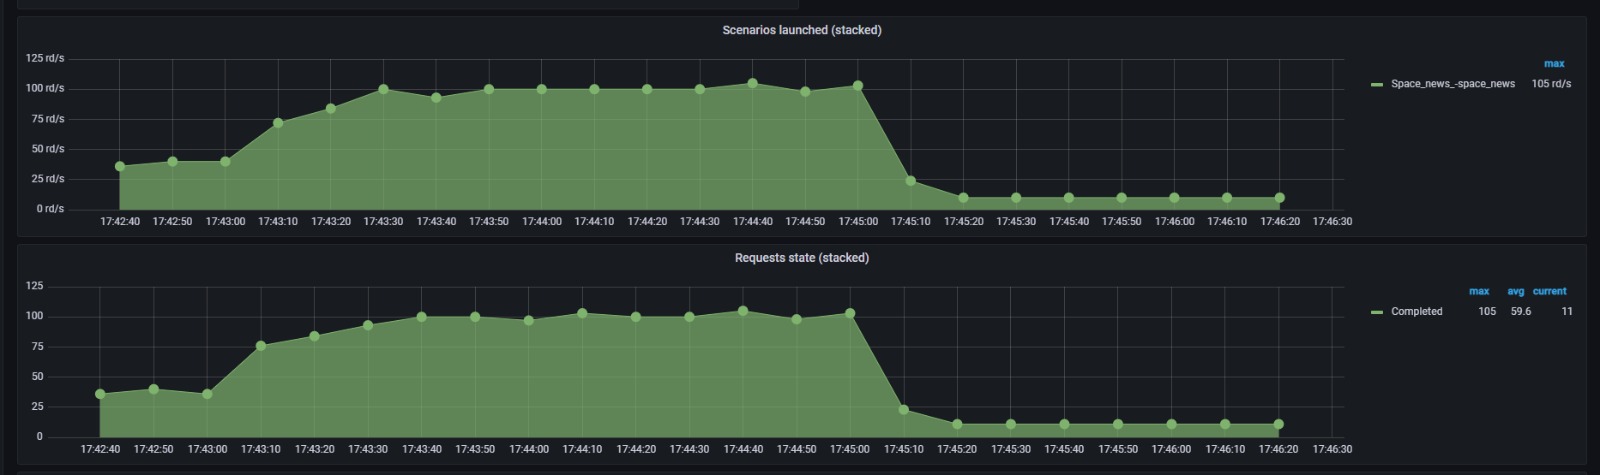 Scenarios launched (stacked)
125 rd/s
100 rd/s
75 rd/s
50 rd/s
25 rd/s
0 rd/s
17:42:40 17:42:50 17:43:00 17:43:10 17:43:20 17:43:30 17:43:40 17:43:50 17:44:00 17:44:10 17:44:20 17:44:30 17:44:40 17:44:50 17:45:00 17:45:10 17:45:20 17:45:30 17:45:40 17:45:50 17:46:00 17:46:10 17:46:20 17:46:30
max
Space_news_-space_news 105 rd/s
Requests state (stacked)
125
100
75
50
25
0
17:42:40 17:42:50 17:43:00 17:43:10 17:43:20 17:43:30 17:43:40 17:43:50 17:44:00 17:44:10 17:44:20 17:44:30 17:44:40 17:44:50 17:45:00 17:45:10 17:45:20 17:45:30 17:45:40 17:45:50 17:46:00 17:46:10 17:46:20 17:46:30
max avg current
Completed 105 59.6 11